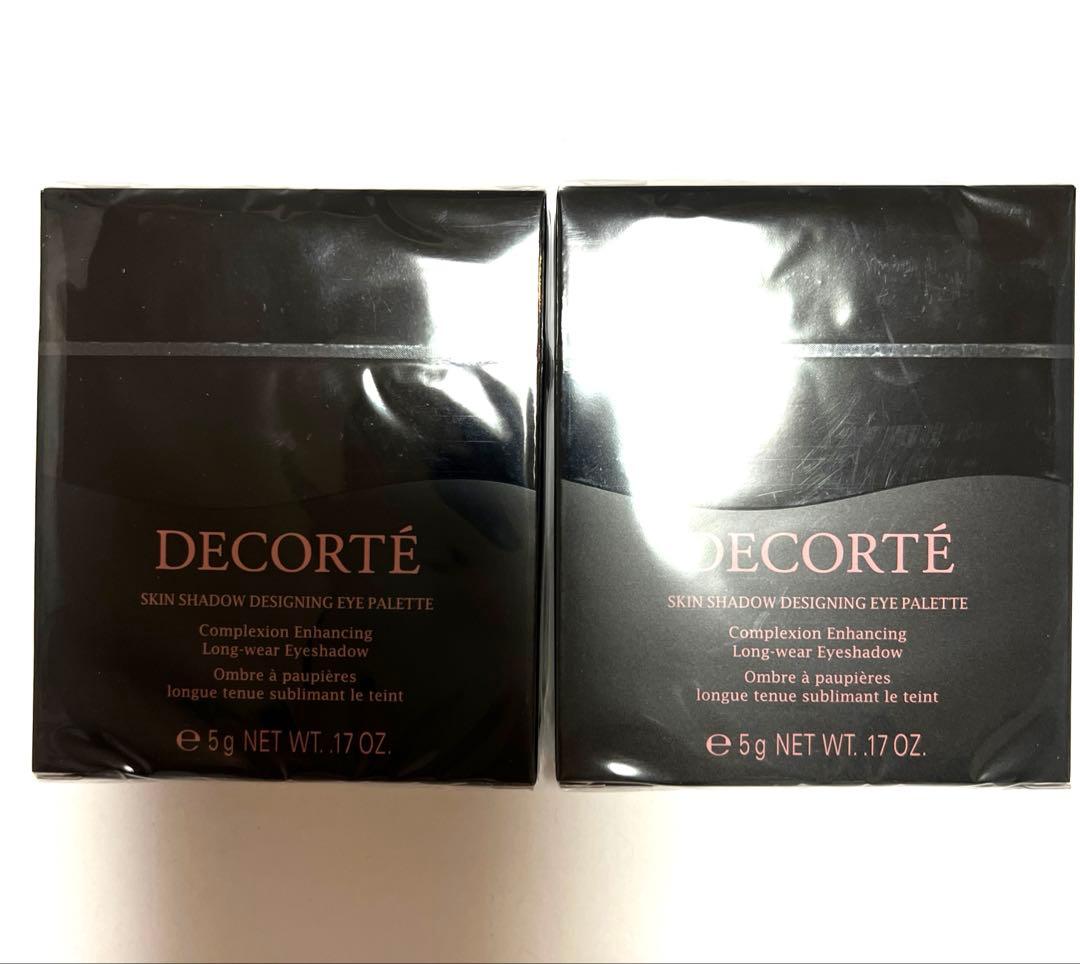 DECORTÉ
SKIN SHADOW DESIGNING EYE PALETTE
Complexion Enhancing
Long-wear Eyeshadow
Ombre à paupières
longue tenue sublimant le teint
℮ 5g NET WT. .17 OZ.
DECORTÉ
SKIN SHADOW DESIGNING EYE PALETTE
Complexion Enhancing
Long-wear Eyeshadow
Ombre à paupières
longue tenue sublimant le teint
℮ 5g NET WT. .17 OZ.